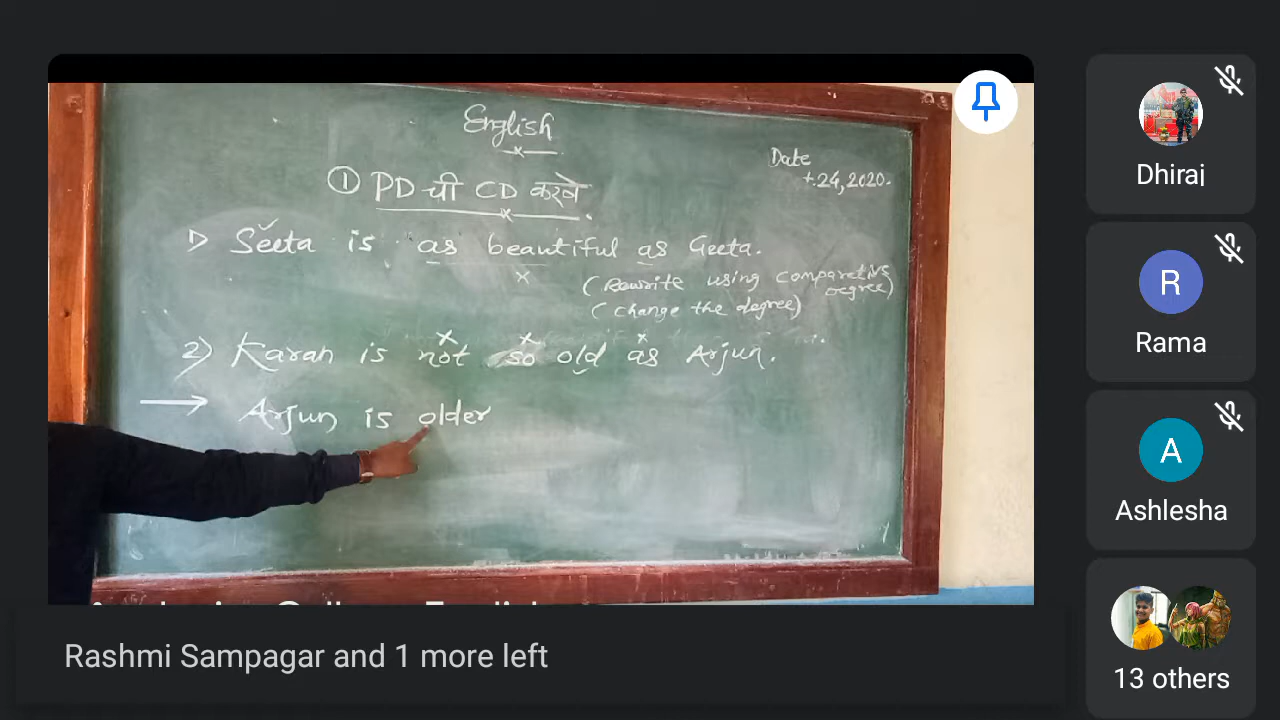 English
Date
24, 2020.
① PD ची CD करणे.
1) Seeta is as beautiful as Geeta.
(Rewrite using comparative Degree)
(change the degree)
2) Karan is not so old as Arjun.
→ Arjun is older
Rashmi Sampagar and 1 more left
Dhiraj
R
Rama
A
Ashlesha
13 others